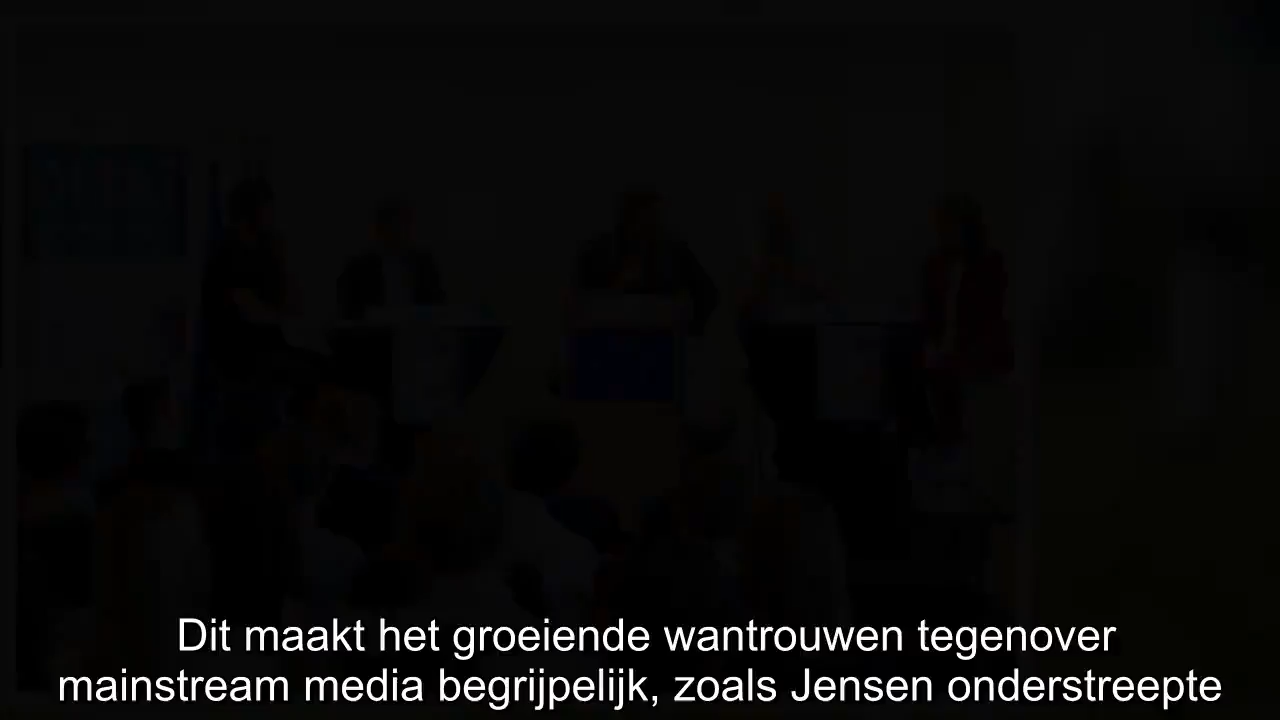 Dit maakt het groeiende wantrouwen tegenover
mainstream media begrijpelijk, zoals Jensen onderstreepte